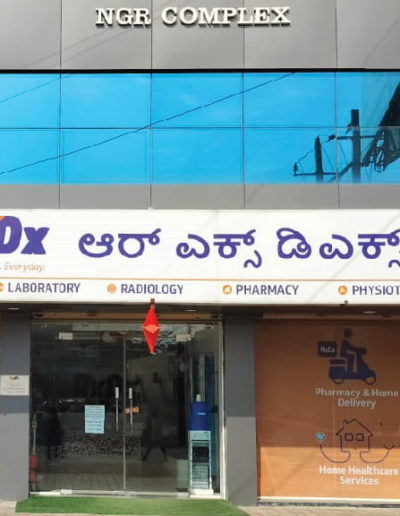 NGR COMPLEX
Dx
ಆರ್ ಎಕ್ಸ್ ಡಿಎಕ್ಸ್
Everyday.
LABORATORY RADIOLOGY PHARMACY PHYSIOT
RxDx
Pharmacy & Home
Delivery
Home Healthcare
Services